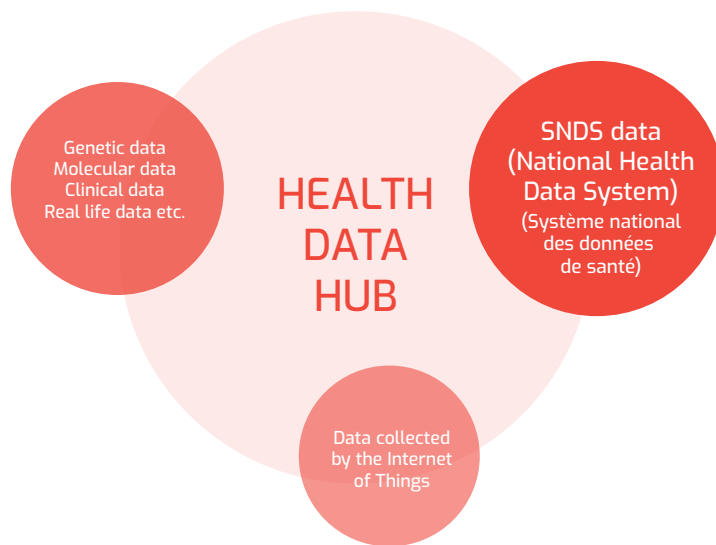 Genetic data
Molecular data
Clinical data
Real life data etc.
HEALTH
DATA
HUB
SNDS data
(National Health
Data System)
(Système national
des données
de santé)
Data collected
by the Internet
of Things